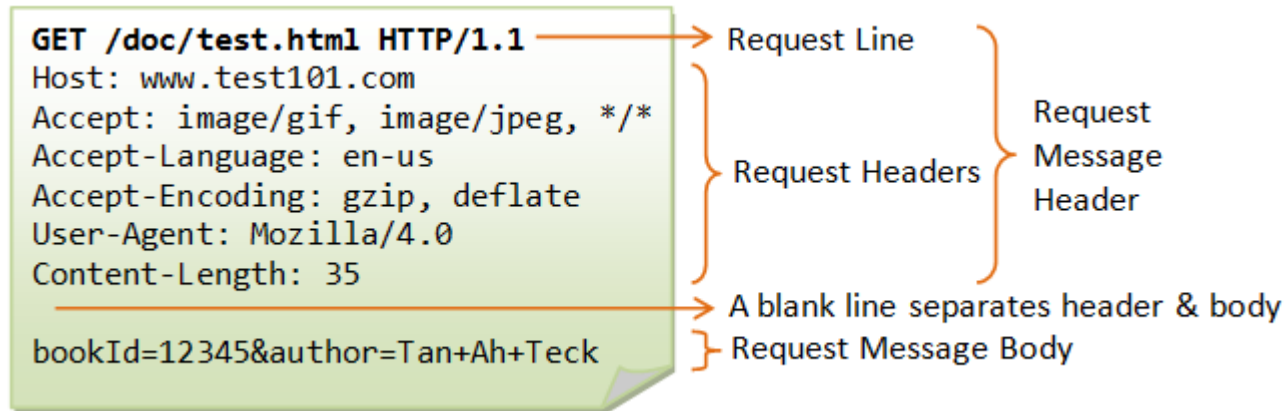 GET /doc/test.html HTTP/1.1
Host: www.test101.com
Accept: image/gif, image/jpeg, */*
Accept-Language: en-us
Accept-Encoding: gzip, deflate
User-Agent: Mozilla/4.0
Content-Length: 35
bookId=12345&author=Tan+Ah+Teck
Request Line
Request Headers
Request
Message
Header
A blank line separates header & body
Request Message Body